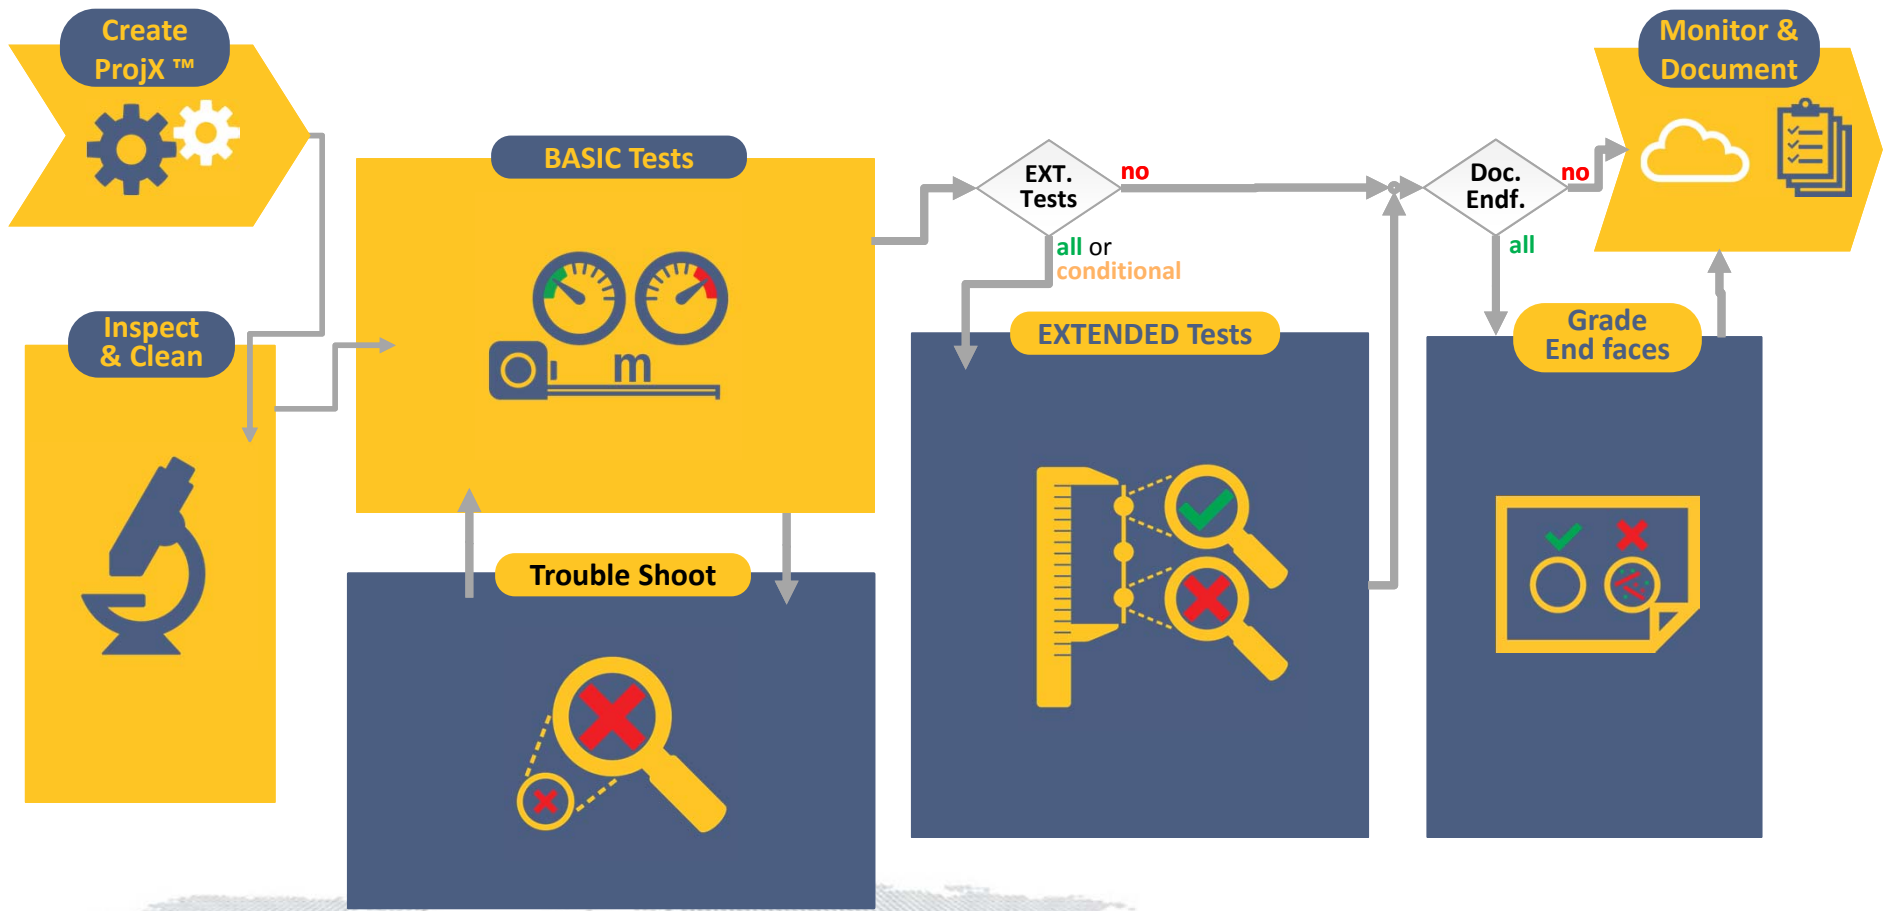 Create
ProjX ™
Inspect
& Clean
BASIC Tests
m
Trouble Shoot
EXT.
Tests
no
all or
conditional
EXTENDED Tests
Doc.
Endf.
no
all
Grade
End faces
Monitor &
Document